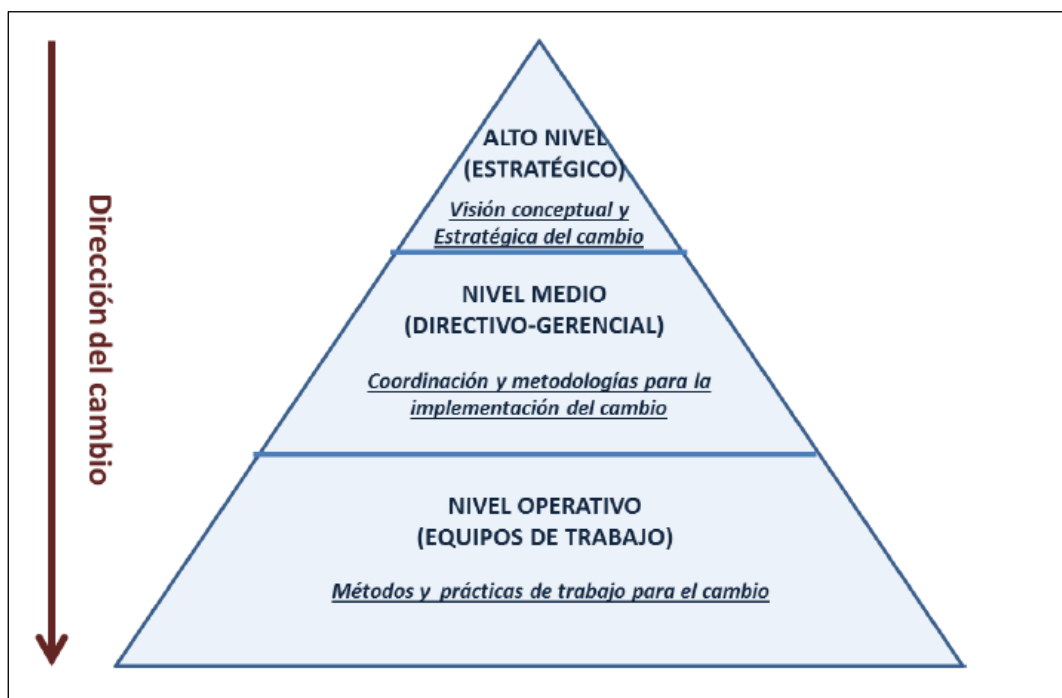 Dirección del cambio
ALTO NIVEL
(ESTRATÉGICO)
Visión conceptual y
Estratégica del cambio
NIVEL MEDIO
(DIRECTIVO-GERENCIAL)
Coordinación y metodologías para la
implementación del cambio
NIVEL OPERATIVO
(EQUIPOS DE TRABAJO)
Métodos y prácticas de trabajo para el cambio